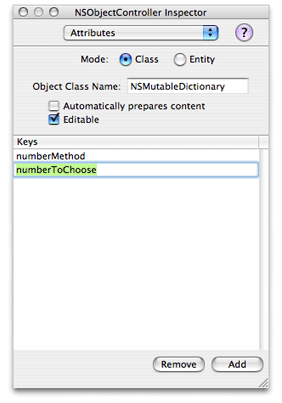 NSObjectController Inspector
Attributes
?
Mode: Class Entity
Object Class Name: NSMutableDictionary
Automatically prepares content
Editable
Keys
numberMethod
numberToChoose
Remove Add